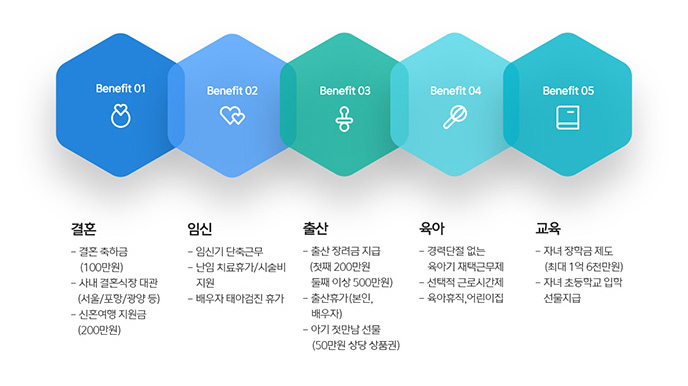 Benefit 01
Benefit 02
Benefit 03
Benefit 04
Benefit 05
결혼
- 결혼 축하금
(100만원)
- 사내 결혼식장 대관
(서울/포항/광양 등)
- 신혼여행 지원금
(200만원)
임신
- 임신기 단축근무
- 난임 치료휴가/시술비
지원
- 배우자 태아검진 휴가
출산
- 출산 장려금 지급
(첫째 200만원
둘째 이상 500만원)
- 출산휴가(본인,
배우자)
- 아기 첫만남 선물
(50만원 상당 상품권)
육아
- 경력단절 없는
육아기 재택근무제
- 선택적 근로시간제
- 육아휴직,어린이집
교육
- 자녀 장학금 제도
(최대 1억 6천만원)
- 자녀 초등학교 입학
선물지급